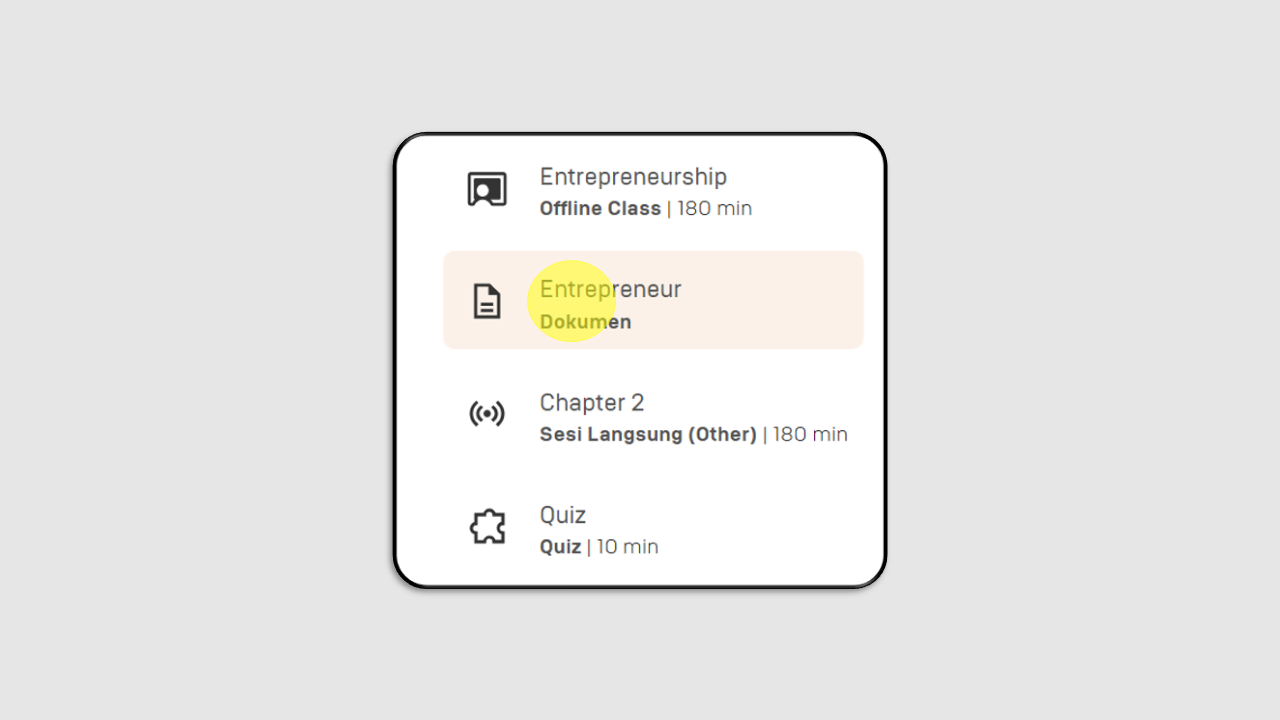 Entrepreneurship
Offline Class | 180 min
Entrepreneur
Dokumen
Chapter 2
Sesi Langsung (Other) | 180 min
Quiz
Quiz | 10 min